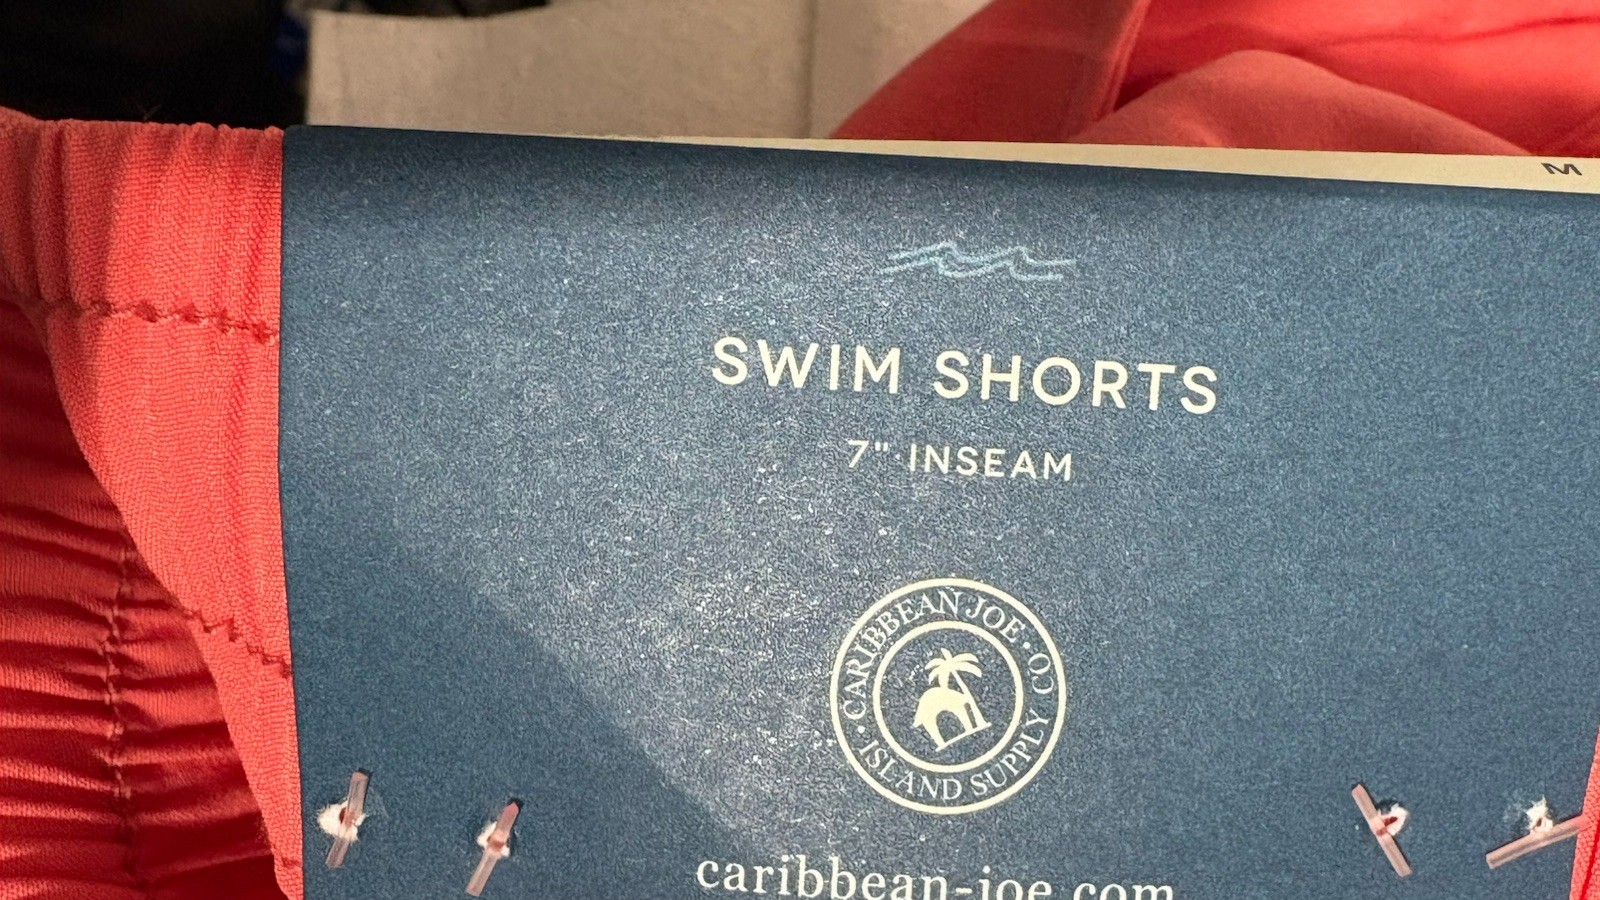 M
SWIM SHORTS
7" INSEAM
CARIBBEAN JOE
ISLAND SUPPLY CO
caribbean-joe.com